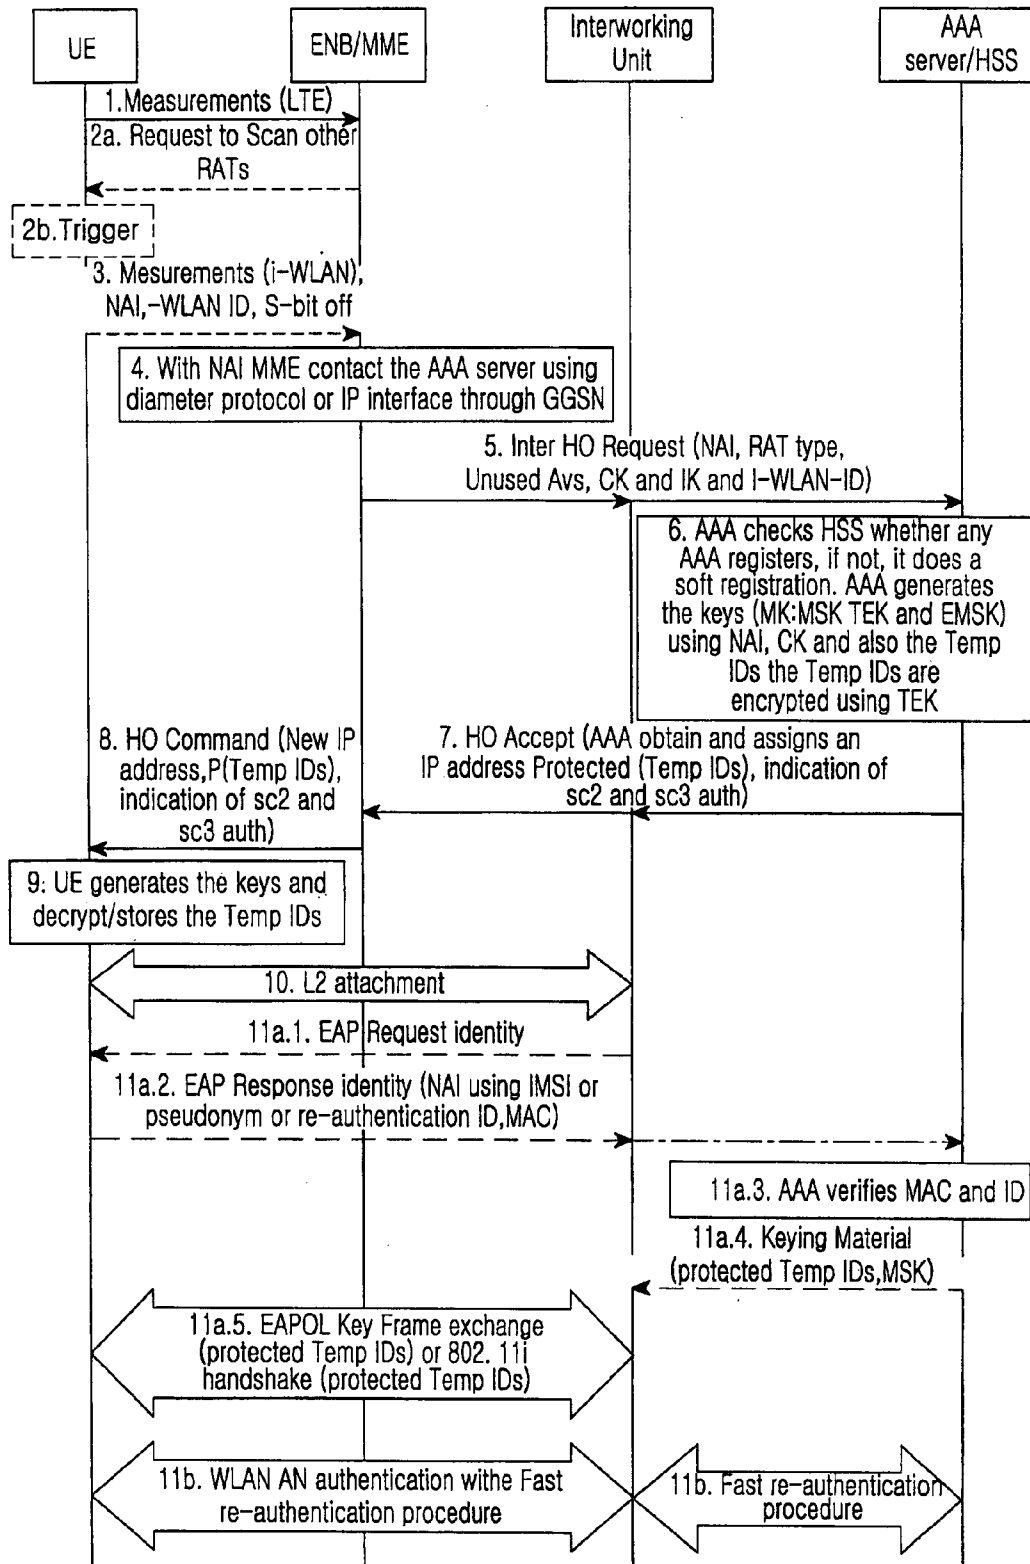 UE
ENB/MME
Interworking
Unit
AAA
server/HSS
1.Measurements (LTE)
2a. Request to Scan other
RATs
2b.Trigger
3. Mesurements (i-WLAN),
NAI,-WLAN ID, S-bit off
4. With NAI MME contact the AAA server using
diameter protocol or IP interface through GGSN
5. Inter HO Request (NAI, RAT type,
Unused Avs, CK and IK and I-WLAN-ID)
6. AAA checks HSS whether any
AAA registers, if not, it does a
soft registration. AAA generates
the keys (MK:MSK TEK and EMSK)
using NAI, CK and also the Temp
IDs the Temp IDs are
encrypted using TEK
7. HO Accept (AAA obtain and assigns an
IP address Protected (Temp IDs), indication of
sc2 and sc3 auth)
8. HO Command (New IP
address,P(Temp IDs),
indication of sc2 and
sc3 auth)
9: UE generates the keys and
decrypt/stores the Temp IDs
10. L2 attachment
11a.1. EAP Request identity
11a.2. EAP Response identity (NAI using IMSI or
pseudonym or re-authentication ID,MAC)
11a.3. AAA verifies MAC and ID
11a.4. Keying Material
(protected Temp IDs,MSK)
11a.5. EAPOL Key Frame exchange
(protected Temp IDs) or 802. 11i
handshake (protected Temp IDs)
11b. WLAN AN authentication withe Fast
re-authentication procedure
11b. Fast re-authentication
procedure